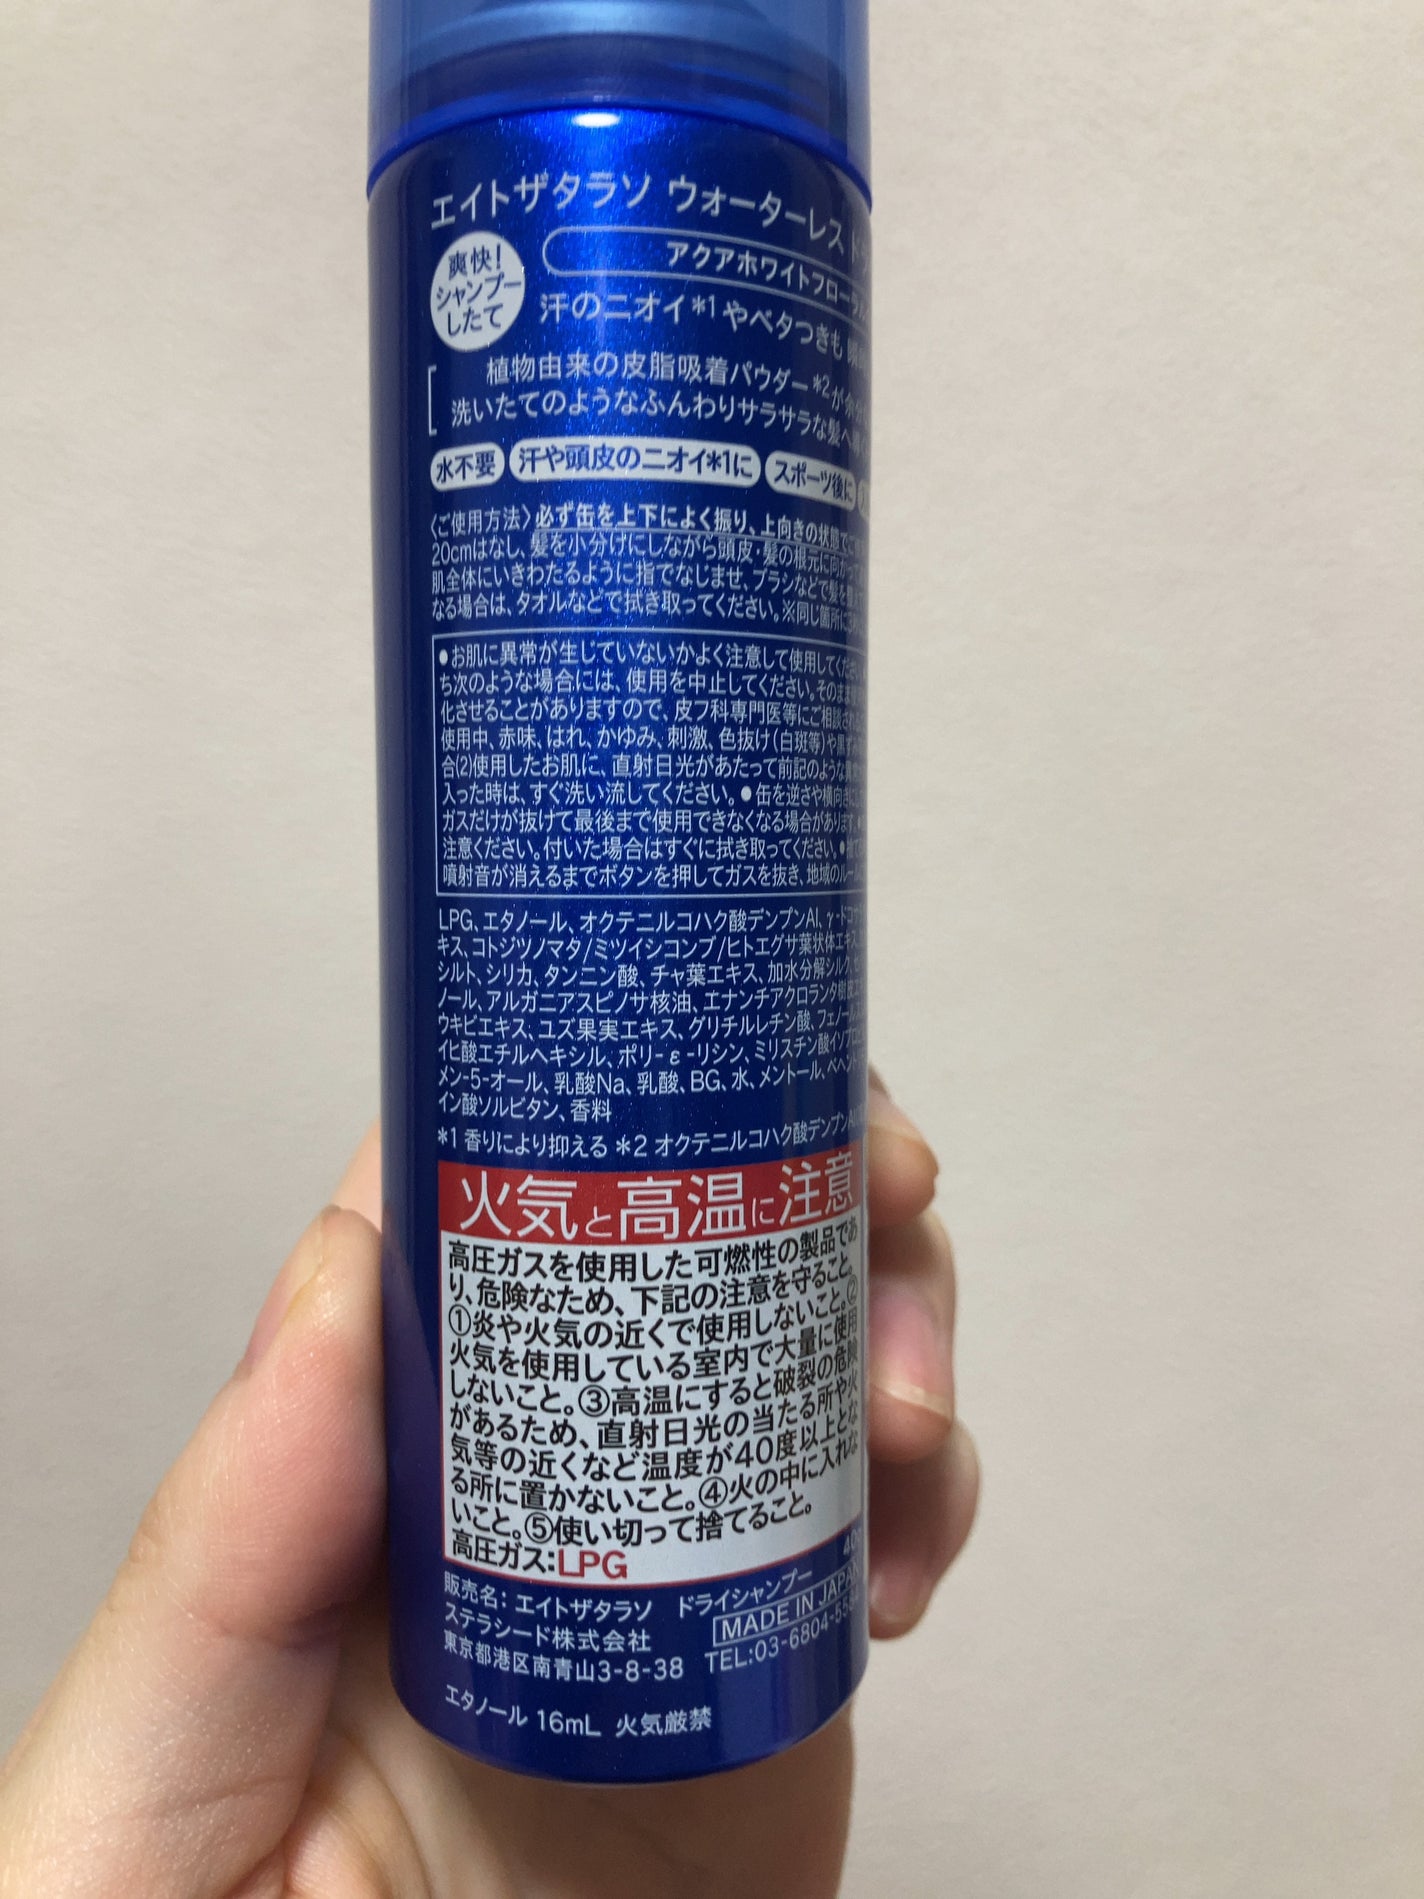 エイトザタラソ ウォーターレス ド
爽快!
シャンプー
したて
アクアホワイトフローラル
汗のニオイ*1やベタつきも
植物由来の皮脂吸着パウダー*2が
洗いたてのようなふんわりサラサラな髪へ
水不要 汗や頭皮のニオイ*1に スポーツ後に
〈ご使用方法〉必ず缶を上下によく振り、上向きの状態で
20cmはなし、髪を小分けにしながら頭皮・髪の根元に向かって
肌全体にいきわたるように指でなじませ、ブラシなどで髪を
なる場合は、タオルなどで拭き取ってください。※同じ箇所に
●お肌に異常が生じていないかよく注意して使用してください
ち次のような場合には、使用を中止してください。そのまま
化させることがありますので、皮フ科専門医等にご相談
使用中、赤味、はれ、かゆみ、刺激、色抜け(白斑等)や黒ずみ
合(2)使用したお肌に、直射日光があたって前記のような異
入った時は、すぐ洗い流してください。●缶を逆さや横向きに
ガスだけが抜けて最後まで使用できなくなる場合があります。
注意ください。付いた場合はすぐに拭き取ってください。●捨て
噴射音が消えるまでボタンを押してガスを抜き、地域のルール
LPG、エタノール、オクテニルコハク酸デンプンAl、γ-ドコサ
キス、コトジツノマタ/ミツイシコンブ/ヒトエグサ葉状体エキス、
シルト、シリカ、タンニン酸、チャ葉エキス、加水分解シルク、
ノール、アルガニアスピノサ核油、エナンチアクロランタ樹皮エ
ウキビエキス、ユズ果実エキス、グリチルレチン酸、フェノール
イヒ酸エチルヘキシル、ポリ-ε-リシン、ミリスチン酸イソプロピ
メン-5-オール、乳酸Na、乳酸、BG、水、メントール、ベヘン
イン酸ソルビタン、香料
*1 香りにより抑える *2 オクテニルコハク酸デンプンAl
火気と高温に注意
高圧ガスを使用した可燃性の製品であ
り、危険なため、下記の注意を守ること。
①炎や火気の近くで使用しないこと。②
火気を使用している室内で大量に使用
しないこと。③高温にすると破裂の危険
があるため、直射日光の当たる所や火
気等の近くなど温度が40度以上とな
る所に置かないこと。④火の中に入れな
いこと。⑤使い切って捨てること。
高圧ガス:LPG
40
販売名: エイトザタラソ ドライシャンプー
ステラシード株式会社 MADE IN JAPAN
東京都港区南青山3-8-38 TEL:03-6804-55
エタノール 16mL 火気厳禁